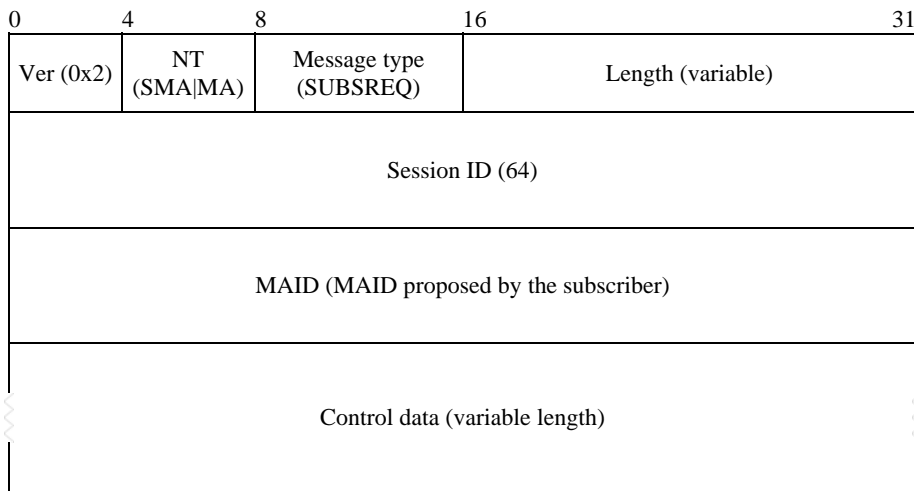 0 4 8 16 31
Ver (0x2)
NT
(SMA|MA)
Message type
(SUBSREQ)
Length (variable)
Session ID (64)
MAID (MAID proposed by the subscriber)
Control data (variable length)